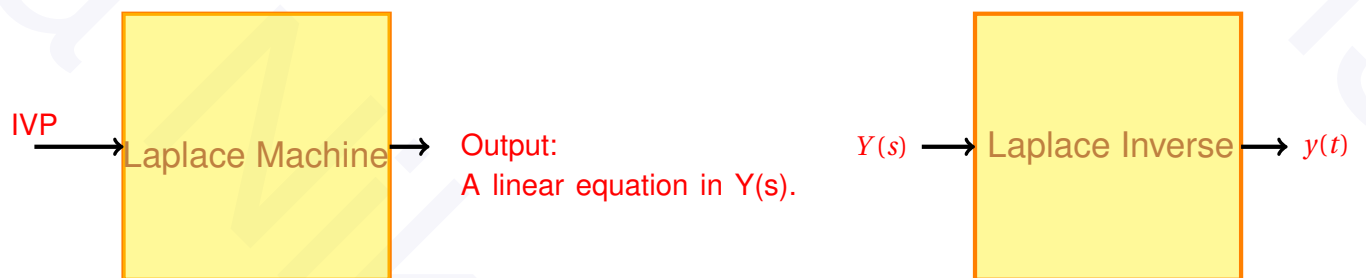 IVP
Laplace Machine
Output:
A linear equation in Y(s).
Y(s)
Laplace Inverse
y(t)